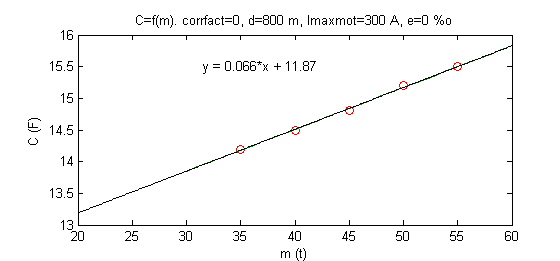 C=f(m). corrfact=0, d=800 m, Imaxmot=300 A, e=0 %o
16
15.5
15
14.5
14
13.5
13
y = 0.066*x + 11.87
C (F)
20 25 30 35 40 45 50 55 60
m (t)